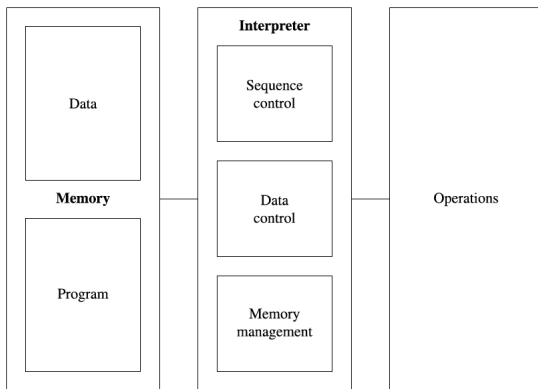 Data
Memory
Program
Interpreter
Sequence
control
Data
control
Memory
management
Operations